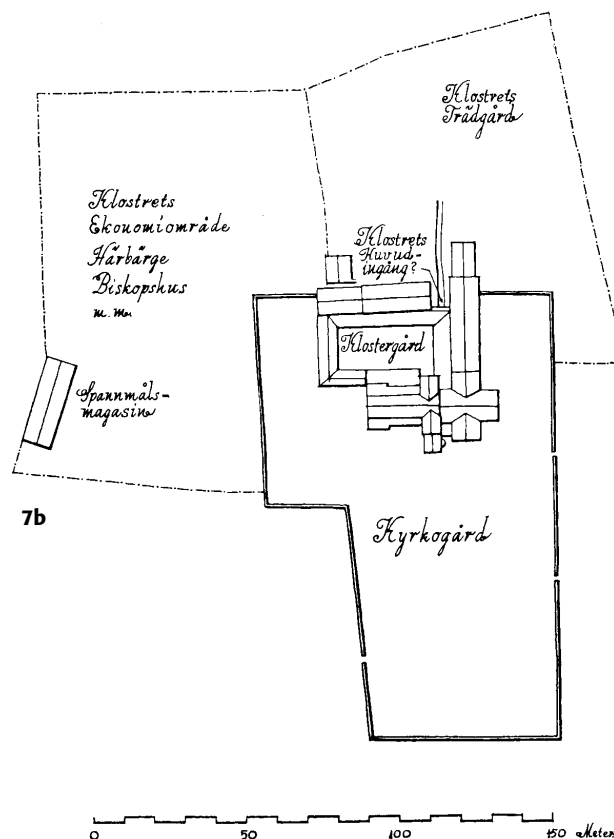 Klostrets
Trädgård
Klostrets
Ekonomiområde
Härbärge
Biskopshus
m.m.
Klostrets
Huvud-
ingång?
Klostergård
Spannmåls-
magasin
7b
Kyrkogård
0 50 100 150 Meter